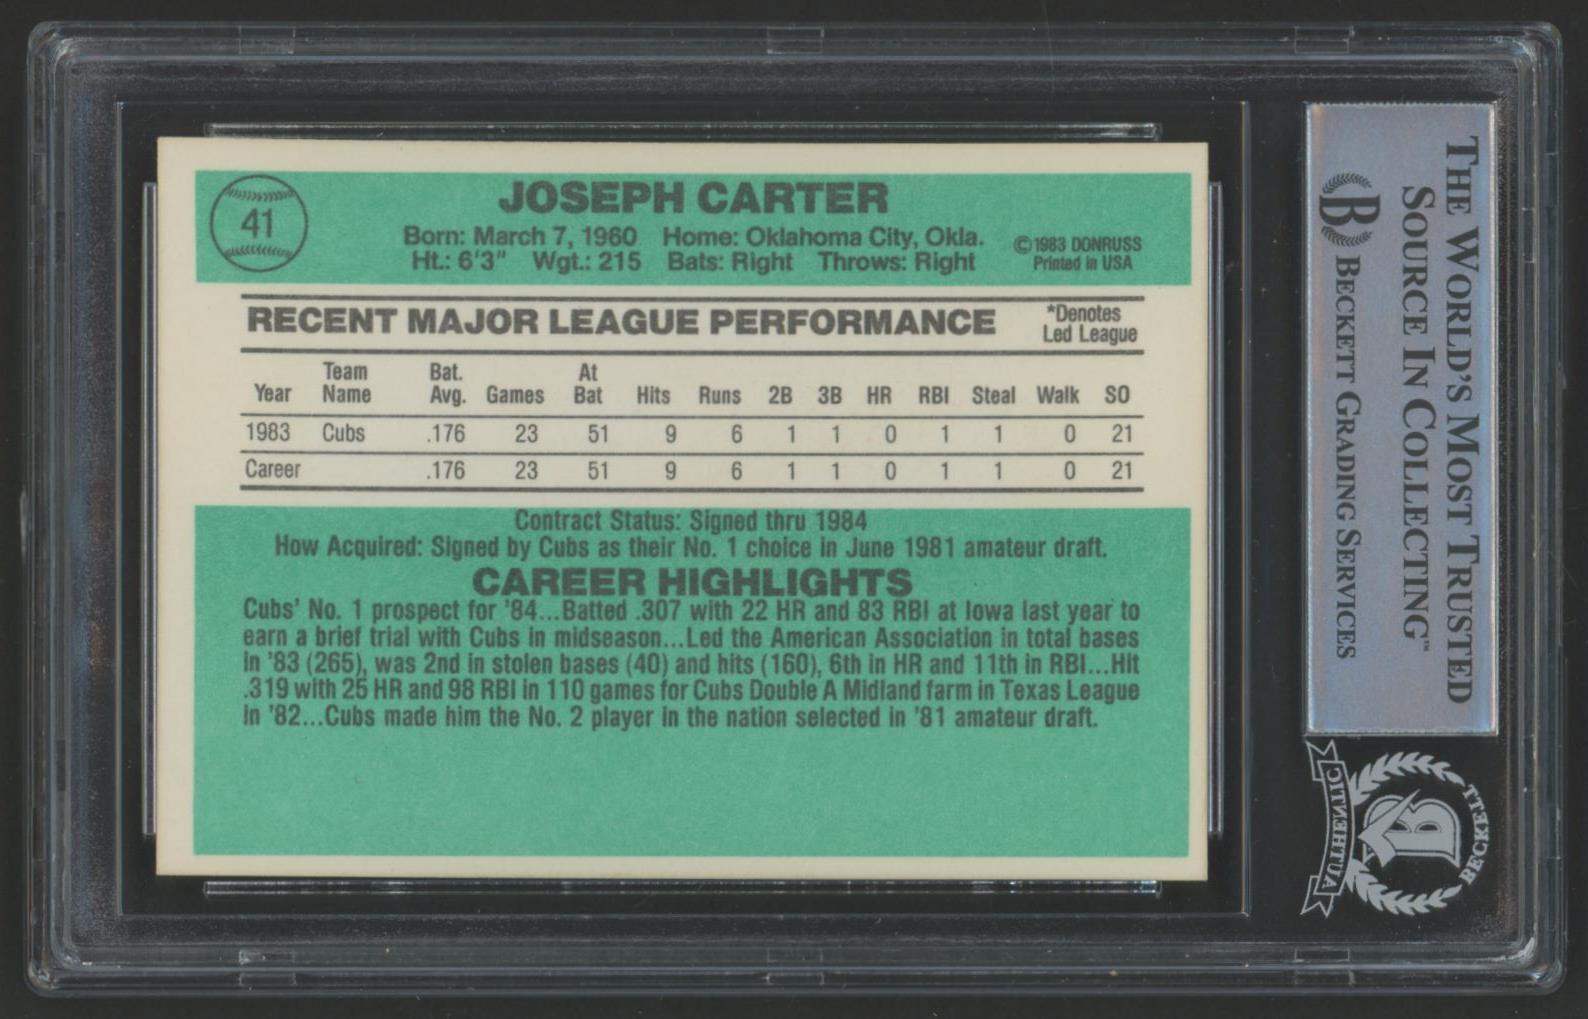 41
JOSEPH CARTER
Born: March 7, 1960 Home: Oklahoma City, Okla.
Ht.: 6'3" Wgt.: 215 Bats: Right Throws: Right
©1983 DONRUSS
Printed in USA
RECENT MAJOR LEAGUE PERFORMANCE
*Denotes
Led League
Year Team Name Bat. Avg. Games At Bat Hits Runs 2B 3B HR RBI Steal Walk SO
1983 Cubs .176 23 51 9 6 1 1 0 1 1 0 21
Career .176 23 51 9 6 1 1 0 1 1 0 21
Contract Status: Signed thru 1984
How Acquired: Signed by Cubs as their No. 1 choice in June 1981 amateur draft.
CAREER HIGHLIGHTS
Cubs' No. 1 prospect for '84...Batted .307 with 22 HR and 83 RBI at Iowa last year to
earn a brief trial with Cubs in midseason...Led the American Association in total bases
in '83 (265), was 2nd in stolen bases (40) and hits (160), 6th in HR and 11th in RBI...Hit
.319 with 25 HR and 98 RBI in 110 games for Cubs Double A Midland farm in Texas League
in '82...Cubs made him the No. 2 player in the nation selected in '81 amateur draft.
THE WORLD'S MOST TRUSTED
SOURCE IN COLLECTING™
B BECKETT GRADING SERVICES
AUTHENTIC
B
BECKETT